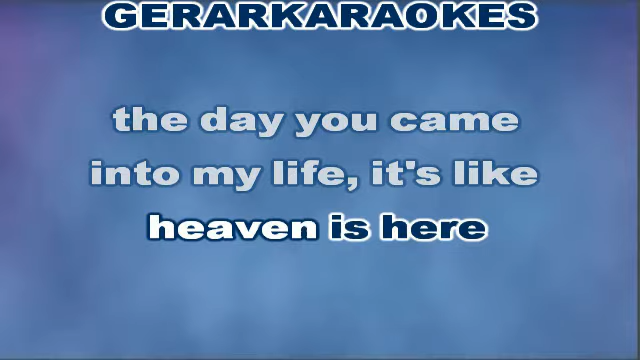 GERARKARAOKES
the day you came
into my life, it's like
heaven is here